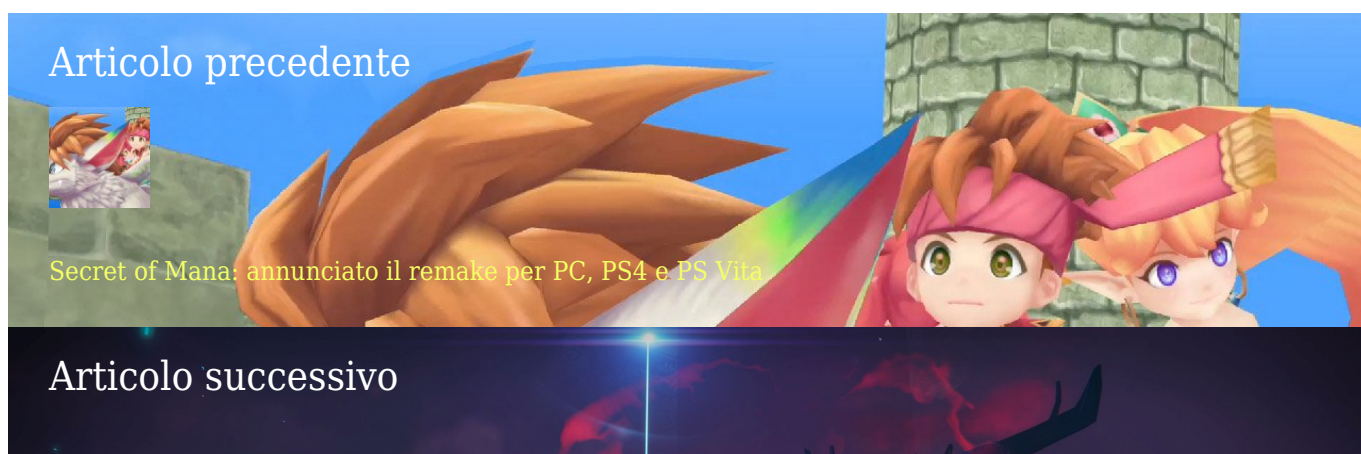 Articolo precedente
Secret of Mana: annunciato il remake per PC, PS4 e PS Vita
Articolo successivo